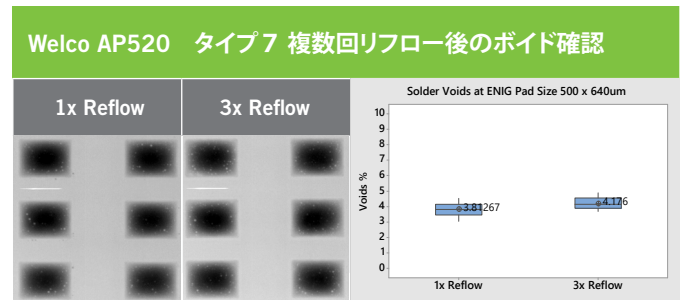 Welco AP520 タイプ7 複数回リフロー後のボイド確認
1x Reflow
3x Reflow
Solder Voids at ENIG Pad Size 500 x 640um
Voids %
10
9
8
7
6
5
4
3
2
1
0
3.81267
4.176
1x Reflow
3x Reflow